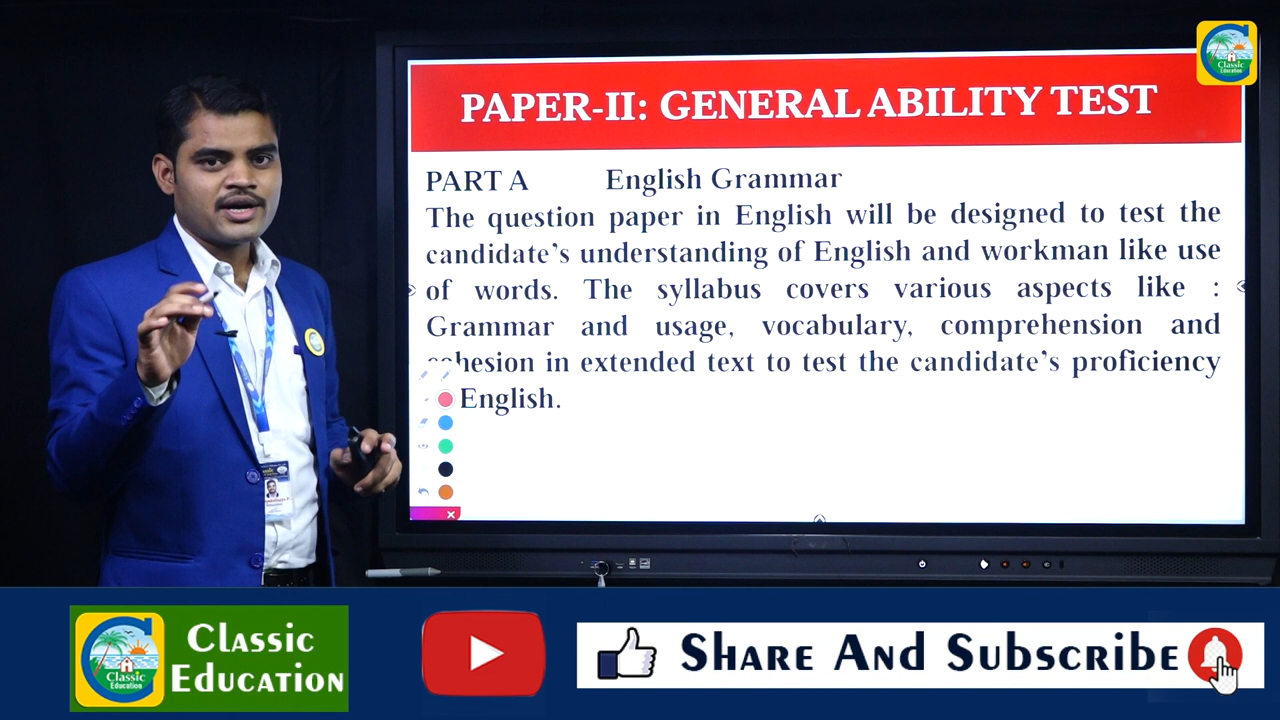 Classic
Education
PAPER-II: GENERAL ABILITY TEST
PART A English Grammar
The question paper in English will be designed to test the
candidate's understanding of English and workman like use
of words. The syllabus covers various aspects like :
Grammar and usage, vocabulary, comprehension and
in extended text to test the candidate's proficiency
English.
Classic
Education
Classic
Education
Share And Subscribe